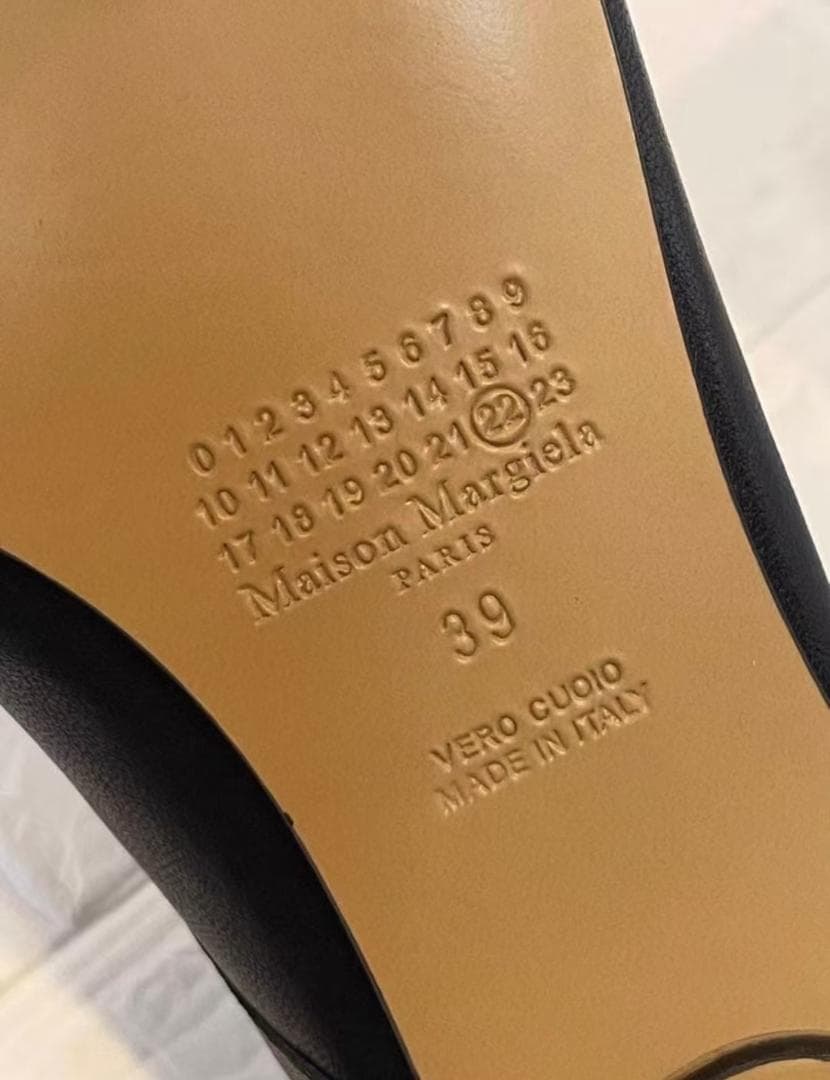 0 1 2 3 4 5 6 7 8 9
10 11 12 13 14 15 16
17 18 19 20 21 22 23
Maison Margiela
PARIS
39
VERO CUOIO
MADE IN ITALY